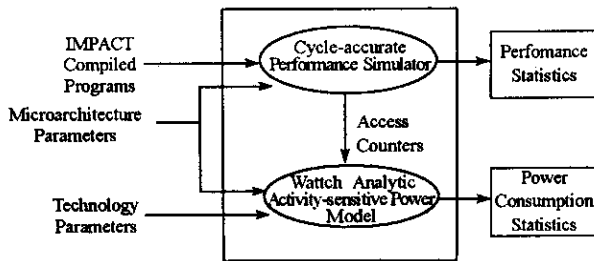 IMPACT
Compiled
Programs
Cycle-accurate
Performance Simulator
Perfomance
Statistics
Microarchitecture
Parameters
Access
Counters
Wattch Analytic
Activity-sensitive Power
Model
Technology
Parameters
Power
Consumption
Statistics